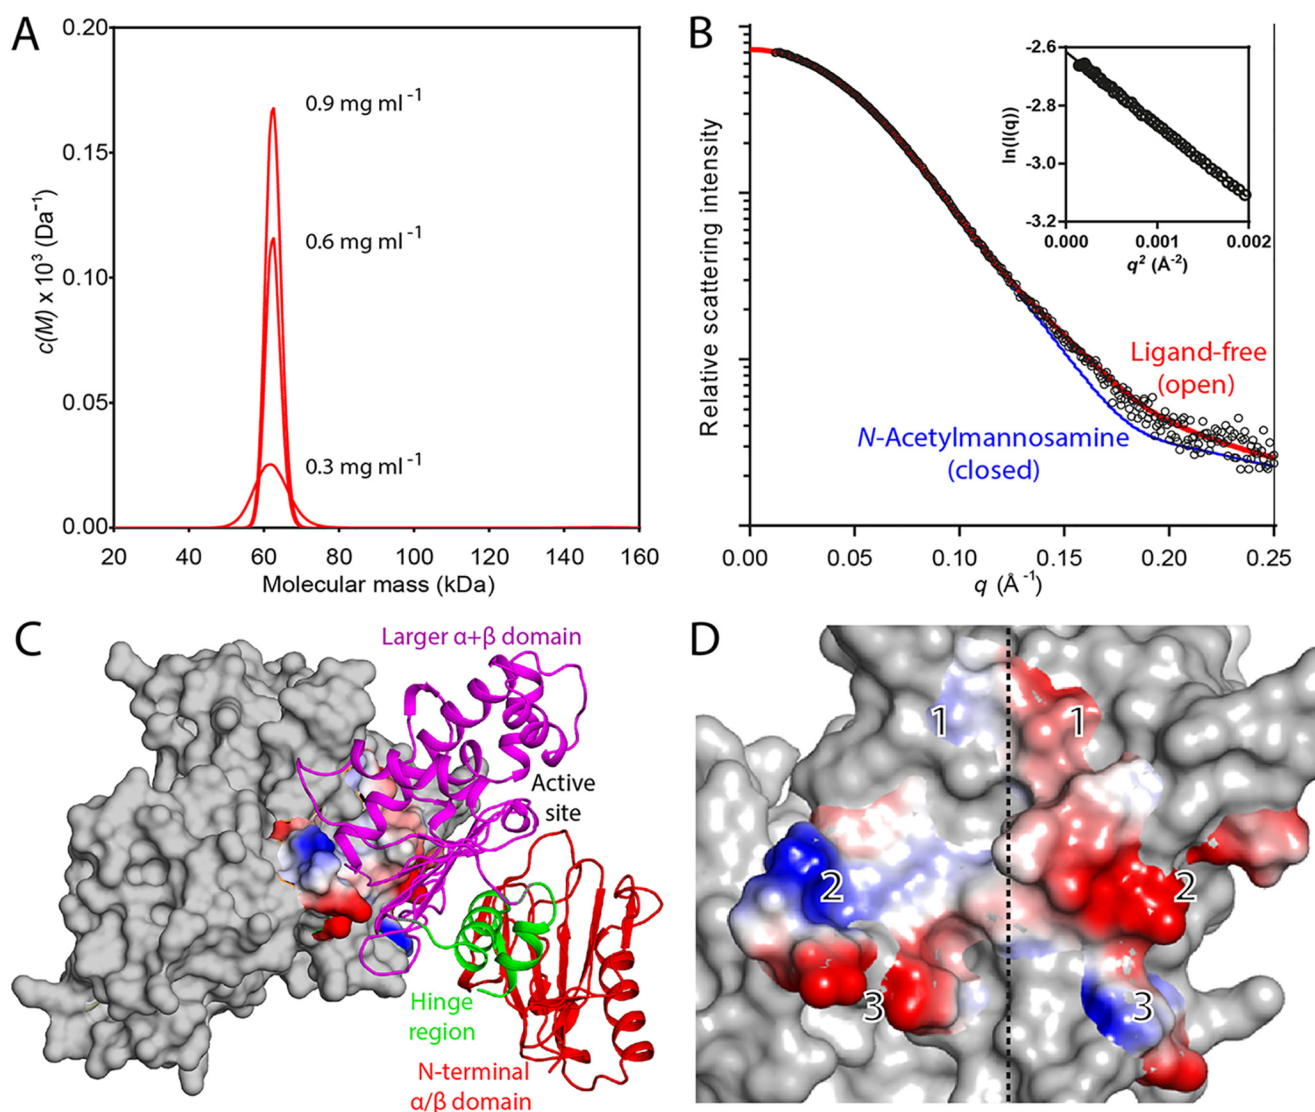 A
0.20
0.15
0.10
0.05
0.00
c(M) x 10³ (Da⁻¹)
0.9 mg ml⁻¹
0.6 mg ml⁻¹
0.3 mg ml⁻¹
20 40 60 80 100 120 140 160
Molecular mass (kDa)
B
Relative scattering intensity
-2.6
-2.8
-3.0
-3.2
ln(I(q))
0.000 0.001 0.002
q² (Å⁻²)
Ligand-free
(open)
N-Acetylmannosamine
(closed)
0.00 0.05 0.10 0.15 0.20 0.25
q (Å⁻¹)
C
Larger α+β domain
Active
site
Hinge
region
N-terminal
α/β domain
D
1 1
2 2
3 3